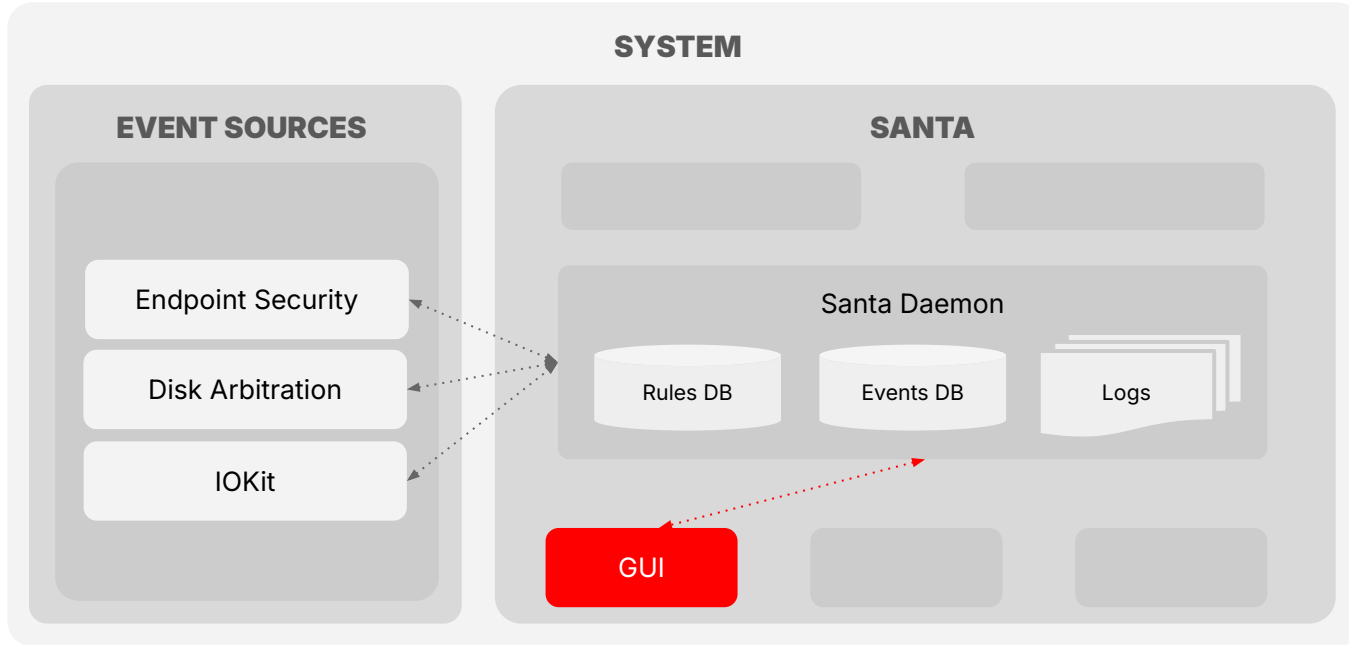 SYSTEM
EVENT SOURCES
Endpoint Security
Disk Arbitration
IOKit
SANTA
Santa Daemon
Rules DB
Events DB
Logs
GUI